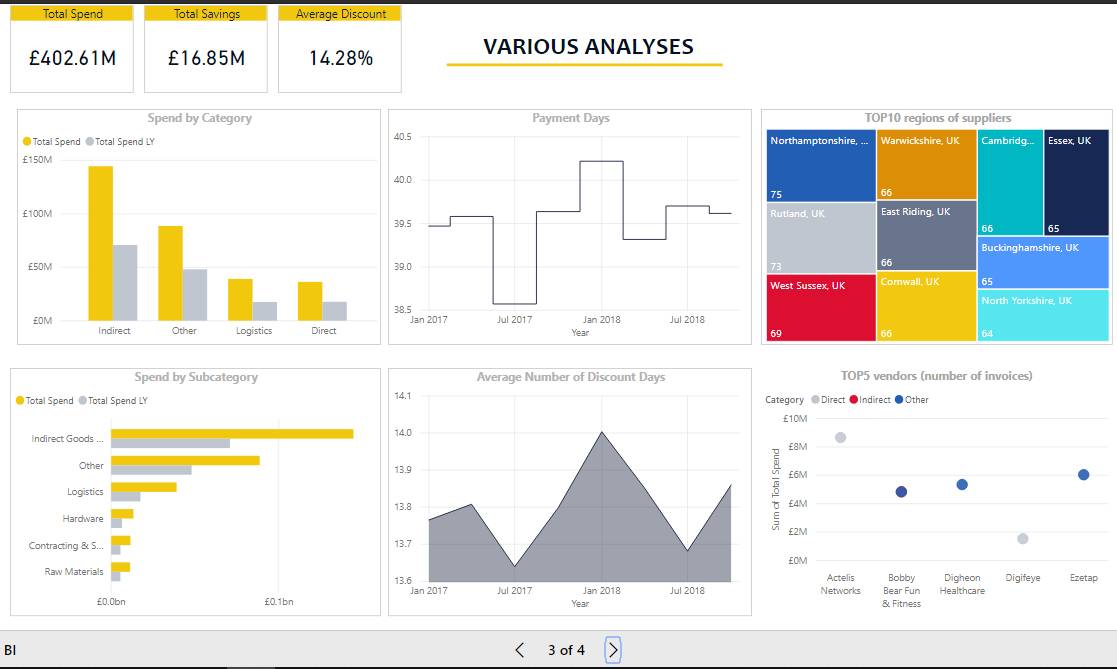 Total Spend
£402.61M
Total Savings
£16.85M
Average Discount
14.28%
VARIOUS ANALYSES
Spend by Category
Total Spend Total Spend LY
£150M
£100M
£50M
£0M
Indirect Other Logistics Direct
Payment Days
40.5
40.0
39.5
39.0
38.5
Jan 2017 Jul 2017 Jan 2018 Jul 2018
Year
TOP10 regions of suppliers
Northamptonshire, ...
75
Rutland, UK
73
West Sussex, UK
69
Warwickshire, UK
66
East Riding, UK
66
Cornwall, UK
66
Cambridg...
66
Essex, UK
65
Buckinghamshire, UK
65
North Yorkshire, UK
64
Spend by Subcategory
Total Spend Total Spend LY
Indirect Goods ...
Other
Logistics
Hardware
Contracting & S...
Raw Materials
£0.0bn £0.1bn
Average Number of Discount Days
14.1
14.0
13.9
13.8
13.7
13.6
Jan 2017 Jul 2017 Jan 2018 Jul 2018
Year
TOP5 vendors (number of invoices)
Category Direct Indirect Other
Sum of Total Spend
£10M
£8M
£6M
£4M
£2M
£0M
Actelis
Networks
Bobby
Bear Fun
& Fitness
Digheon
Healthcare
Digifeye
Ezetap
BI
3 of 4